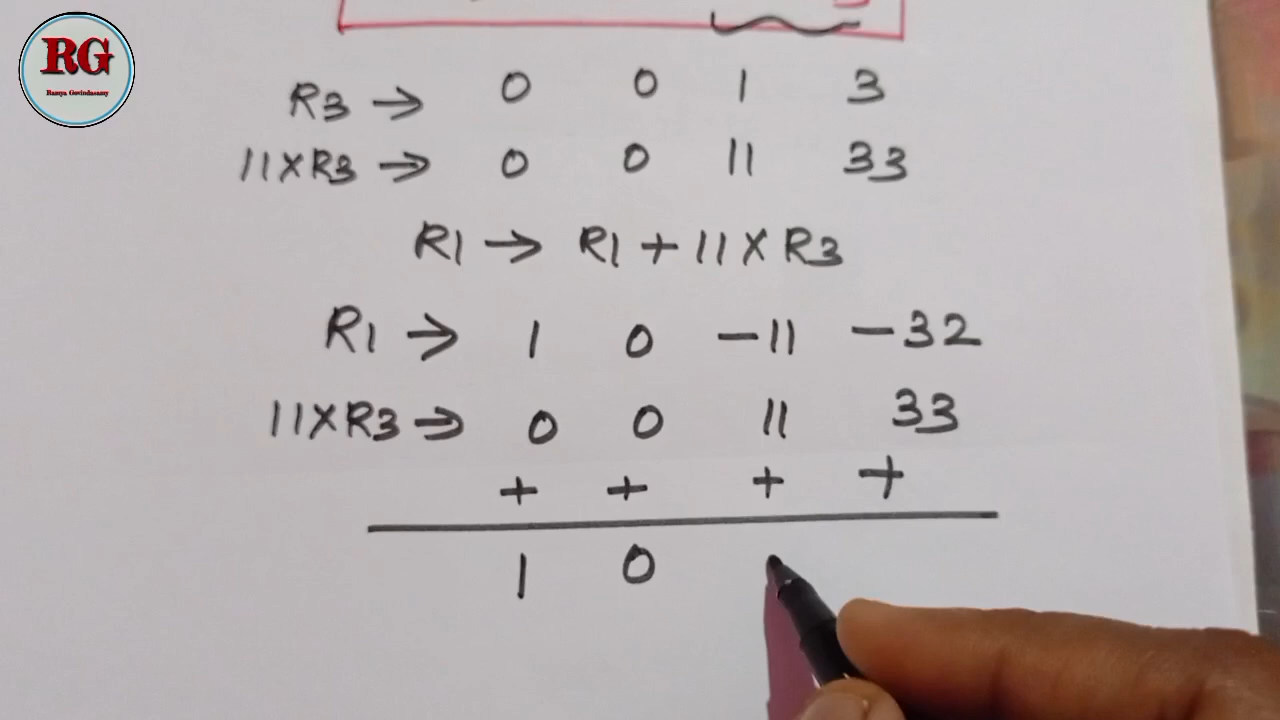 RG
Ramya Govindasamy
R3 → 0 0 1 3
11×R3 → 0 0 11 33
R1 → R1 + 11 × R3
R1 → 1 0 -11 -32
11×R3 → 0 0 11 33
+ + + +
1 0